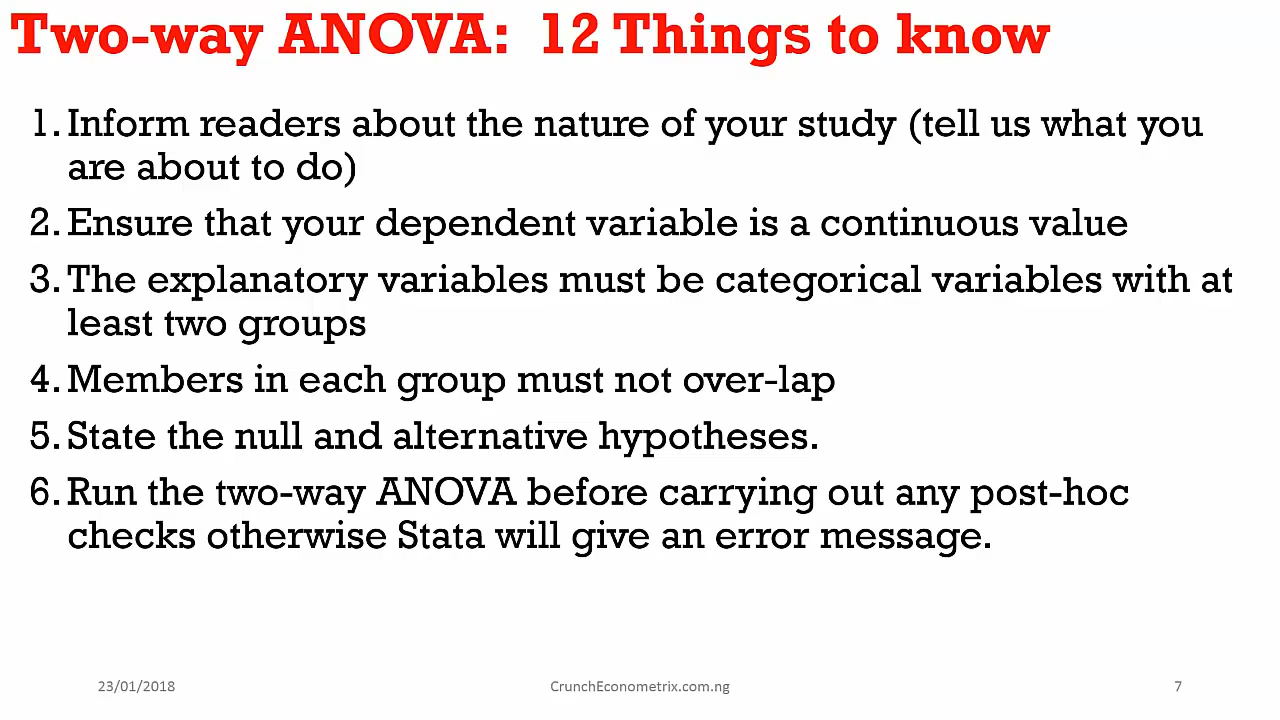 Two-way ANOVA: 12 Things to know
1. Inform readers about the nature of your study (tell us what you
are about to do)
2. Ensure that your dependent variable is a continuous value
3. The explanatory variables must be categorical variables with at
least two groups
4. Members in each group must not over-lap
5. State the null and alternative hypotheses.
6. Run the two-way ANOVA before carrying out any post-hoc
checks otherwise Stata will give an error message.
23/01/2018
CrunchEconometrix.com.ng
7